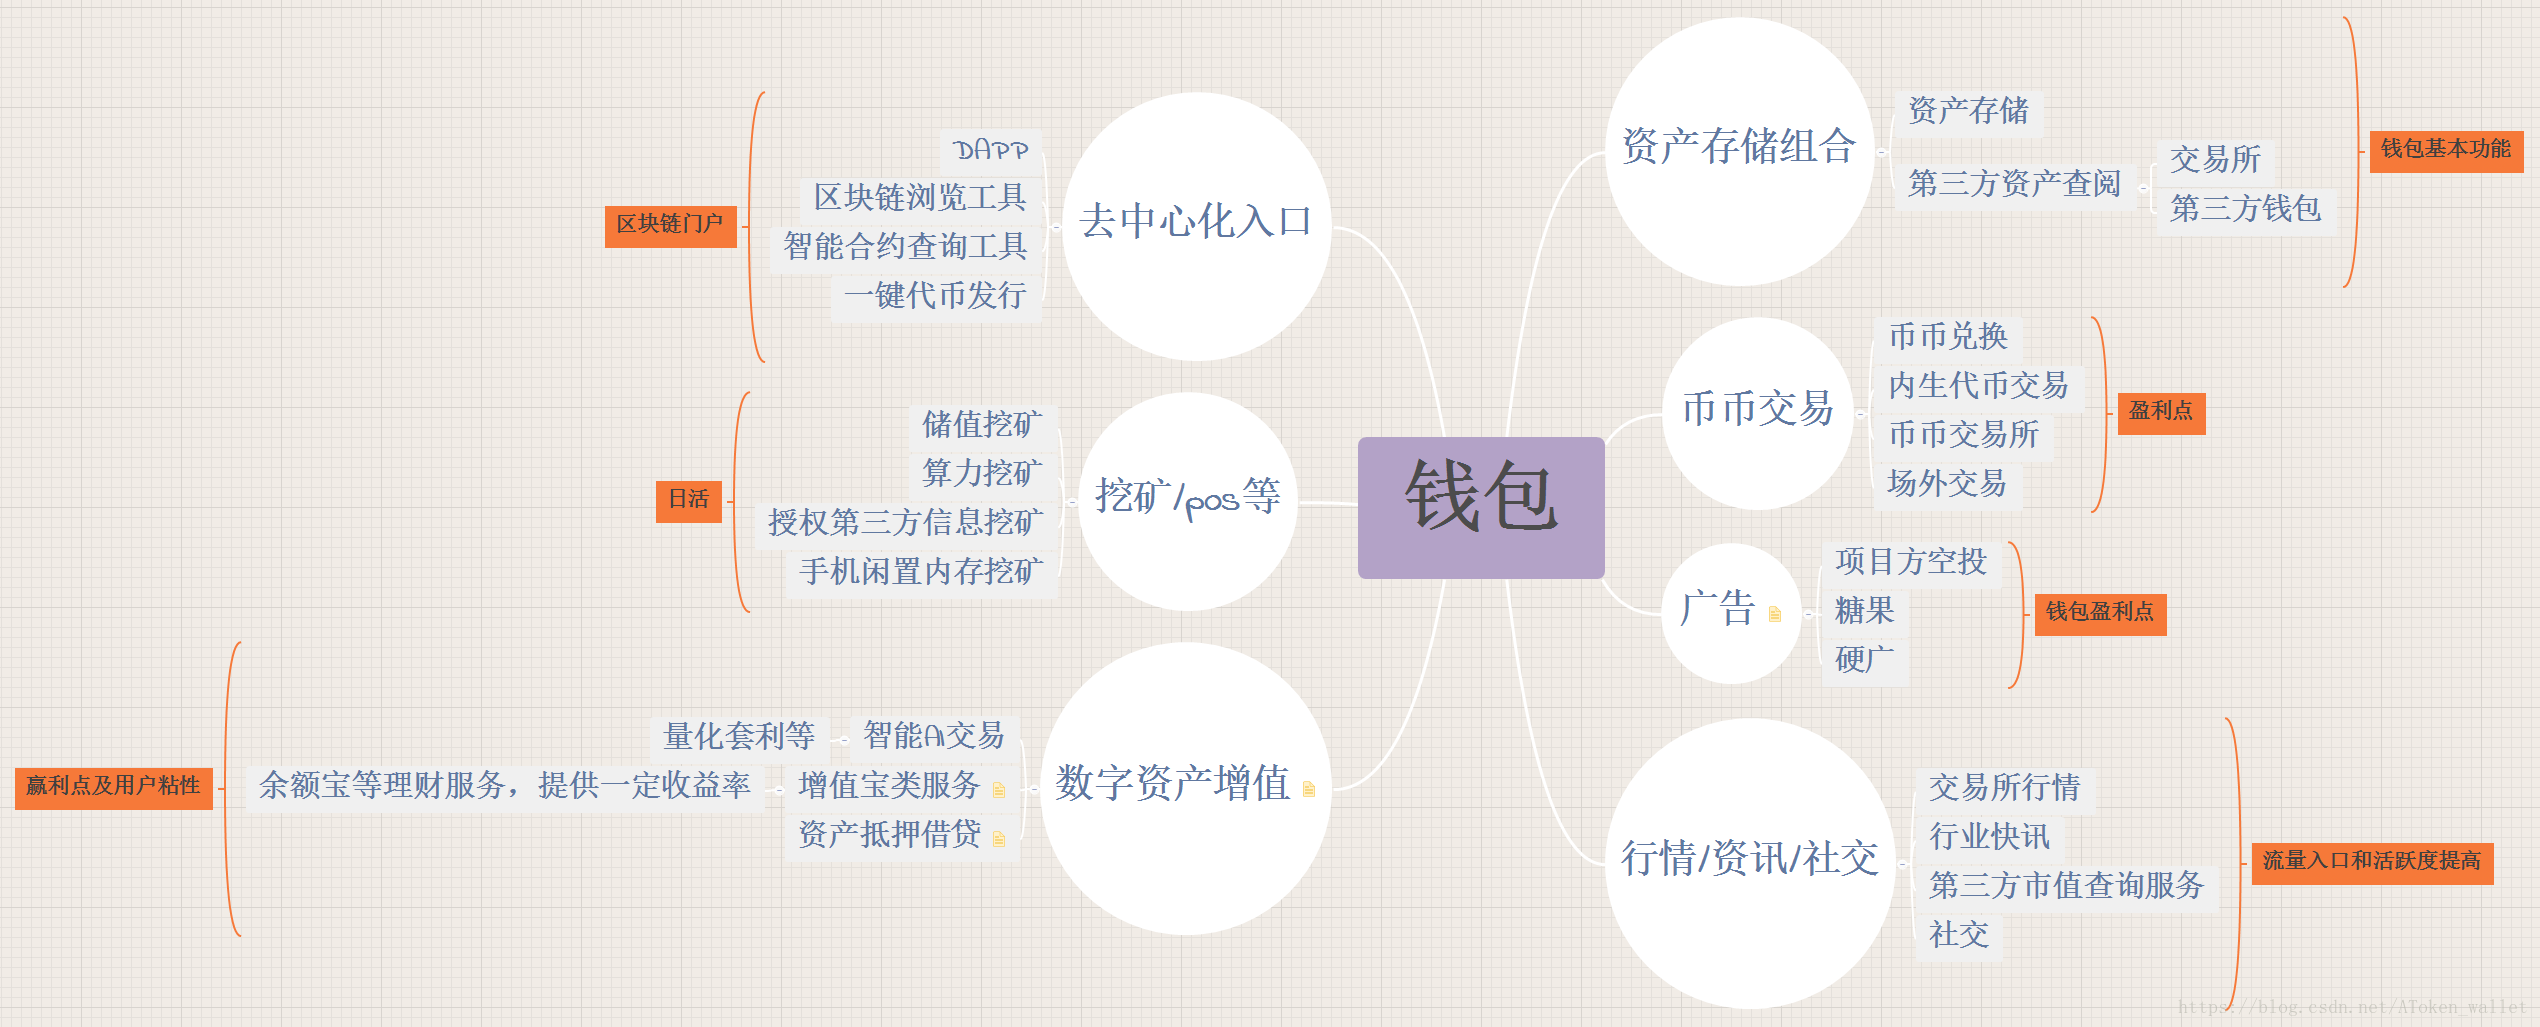 钱包
资产存储组合
资产存储
第三方资产查阅
交易所
第三方钱包
钱包基本功能
币币交易
币币兑换
内生代币交易
币币交易所
场外交易
盈利点
广告
项目方空投
糖果
硬广
钱包盈利点
行情/资讯/社交
交易所行情
行业快讯
第三方市值查询服务
社交
流量入口和活跃度提高
去中心化入口
DAPP
区块链浏览工具
智能合约查询工具
一键代币发行
区块链门户
挖矿/pos等
储值挖矿
算力挖矿
授权第三方信息挖矿
手机闲置内存挖矿
日活
数字资产增值
智能AI交易
量化套利等
增值宝类服务
余额宝等理财服务，提供一定收益率
资产抵押借贷
赢利点及用户粘性
https://blog.csdn.net/AToken_wallet